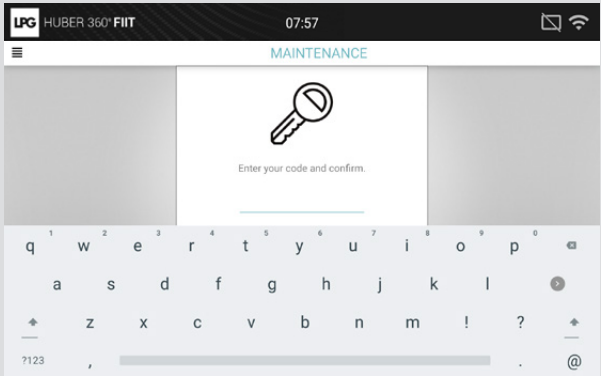 LPG HUBER 360° FIIT 07:57
MAINTENANCE
Enter your code and confirm.
1 2 3 4 5 6 7 8 9 0
q w e r t y u i o p
a s d f g h j k l
z x c v b n m ! ?
?123 , . @